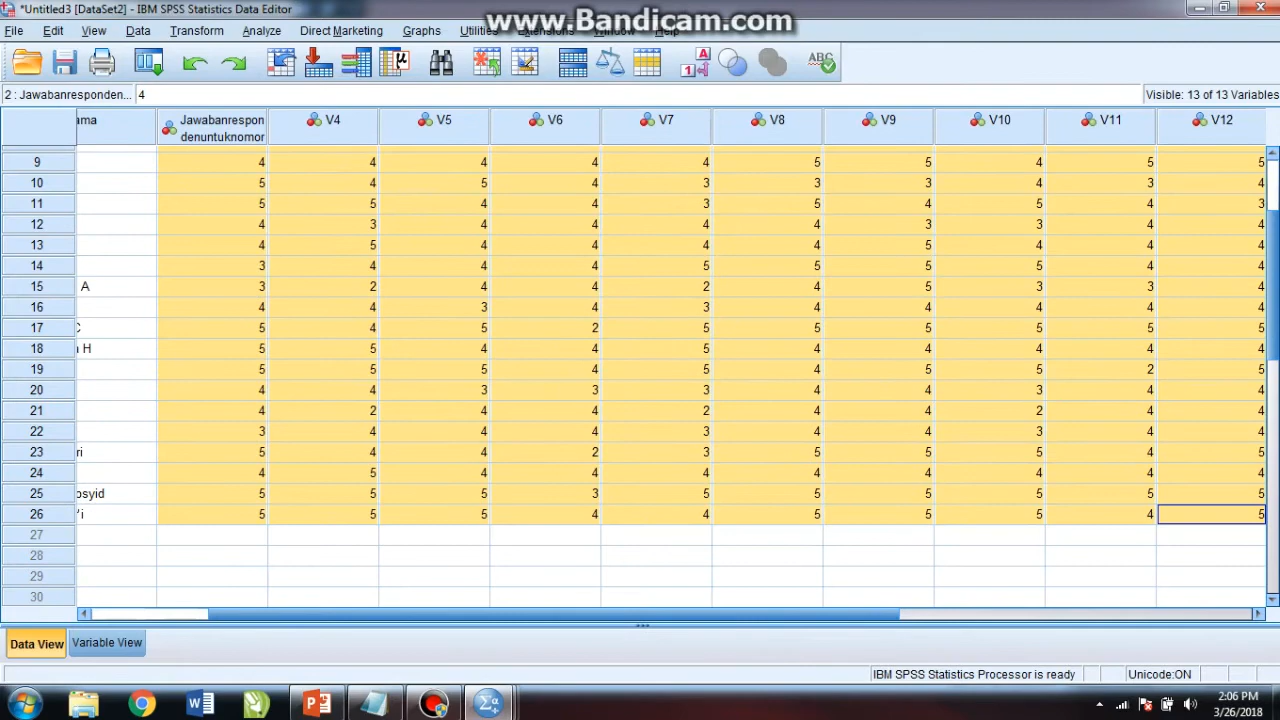 *Untitled3 [DataSet2] - IBM SPSS Statistics Data Editor
www.Bandicam.com
File Edit View Data Transform Analyze Direct Marketing Graphs Utilities Extensions Window Help
2 : Jawabanresponden... 4 Visible: 13 of 13 Variables
ama Jawabanrespon denuntuknomor V4 V5 V6 V7 V8 V9 V10 V11 V12
9 4 4 4 4 4 5 5 4 5 5
10 5 4 5 4 3 3 3 4 3 4
11 5 5 4 4 3 5 4 5 4 3
12 4 3 4 4 4 4 3 3 4 4
13 4 5 4 4 4 4 5 4 4 4
14 3 4 4 4 5 5 5 5 4 4
15 A 3 2 4 4 2 4 5 3 3 4
16 4 4 3 4 3 4 4 4 4 4
17 C 5 4 5 2 5 5 5 5 5 5
18 H 5 5 4 4 5 4 4 4 4 4
19 5 5 5 4 5 4 5 5 2 5
20 4 4 3 3 3 4 4 3 4 4
21 4 2 4 4 2 4 4 2 4 4
22 3 4 4 4 3 4 4 3 4 4
23 ri 5 4 4 2 3 5 5 5 4 5
24 4 5 4 4 4 4 4 4 4 4
25 osyid 5 5 5 3 5 5 5 5 5 5
26 'i 5 5 5 4 4 5 5 5 4 5
27
28
29
30
Data View Variable View
IBM SPSS Statistics Processor is ready Unicode:ON
2:06 PM
3/26/2018